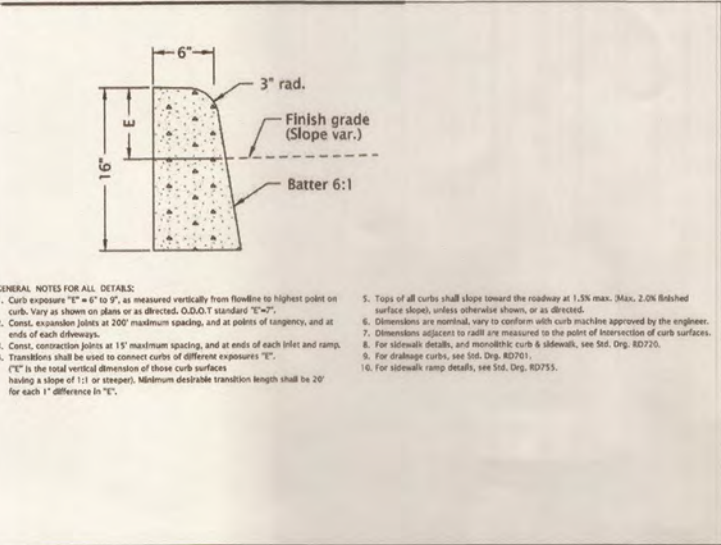 6"
3" rad.
E
Finish grade
(Slope var.)
16"
Batter 6:1
ENERAL NOTES FOR ALL DETAILS:
. Curb exposure "E" = 6" to 9", as measured vertically from flowline to highest point on
curb. Vary as shown on plans or as directed. O.D.O.T standard "E"=7".
. Const. expansion joints at 200' maximum spacing, and at points of tangency, and at
ends of each driveways.
. Const. contraction joints at 15' maximum spacing, and at ends of each inlet and ramp.
. Transitions shall be used to connect curbs of different exposures "E".
("E" is the total vertical dimension of those curb surfaces
having a slope of 1:1 or steeper). Minimum desirable transition length shall be 20'
for each 1" difference in "E".
5. Tops of all curbs shall slope toward the roadway at 1.5% max. (Max. 2.0% finished
surface slope), unless otherwise shown, or as directed.
6. Dimensions are nominal, vary to conform with curb machine approved by the engineer.
7. Dimensions adjacent to radii are measured to the point of intersection of curb surfaces.
8. For sidewalk details, and monolithic curb & sidewalk, see Std. Drg. RD720.
9. For drainage curbs, see Std. Drg. RD701.
10. For sidewalk ramp details, see Std. Drg. RD755.